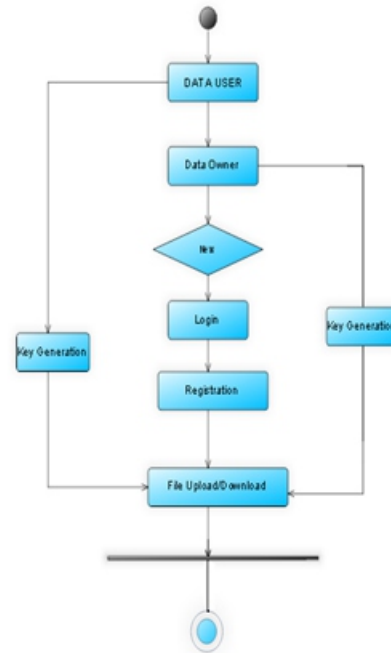 DATA USER
Data Owner
New
Login
Key Generation
Key Generation
Registration
File Upload/Download